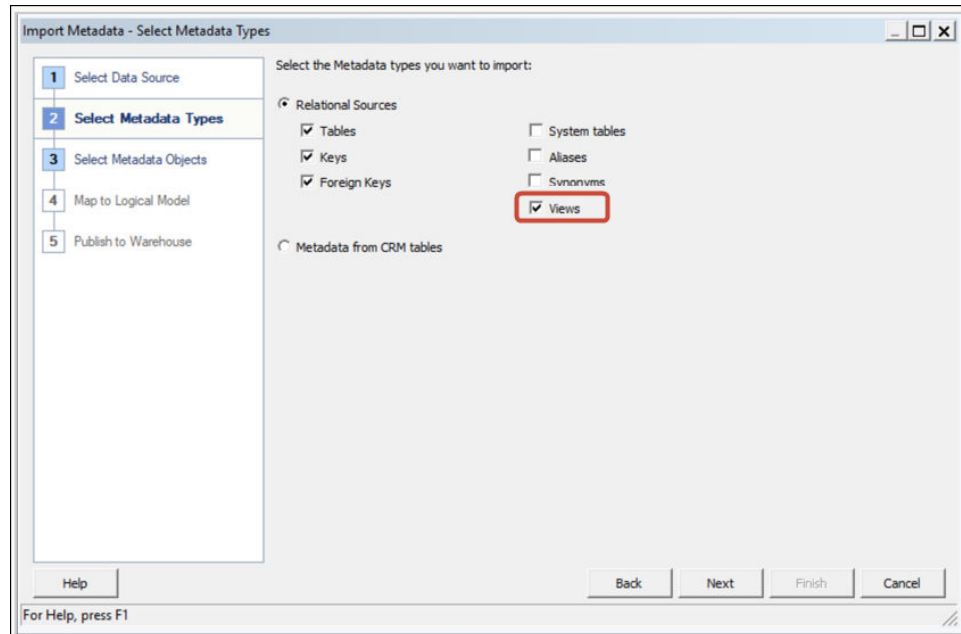 Import Metadata - Select Metadata Types
1 Select Data Source
2 Select Metadata Types
3 Select Metadata Objects
4 Map to Logical Model
5 Publish to Warehouse
Select the Metadata types you want to import:
Relational Sources
Tables
System tables
Keys
Aliases
Foreign Keys
Synonyms
Views
Metadata from CRM tables
Help
Back
Next
Finish
Cancel
For Help, press F1